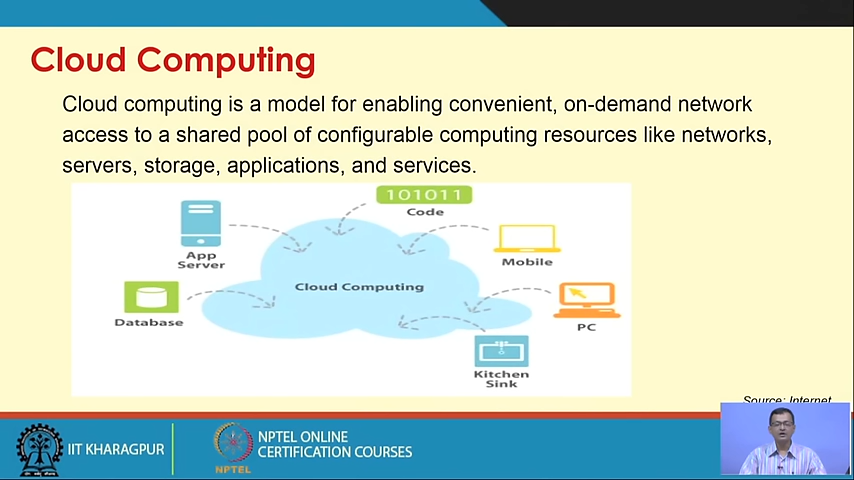 Cloud Computing
Cloud computing is a model for enabling convenient, on-demand network
access to a shared pool of configurable computing resources like networks,
servers, storage, applications, and services.
101011
Code
App
Server
Mobile
Cloud Computing
Database
PC
Kitchen
Sink
Source: Internet
IIT KHARAGPUR
NPTEL
NPTEL ONLINE
CERTIFICATION COURSES